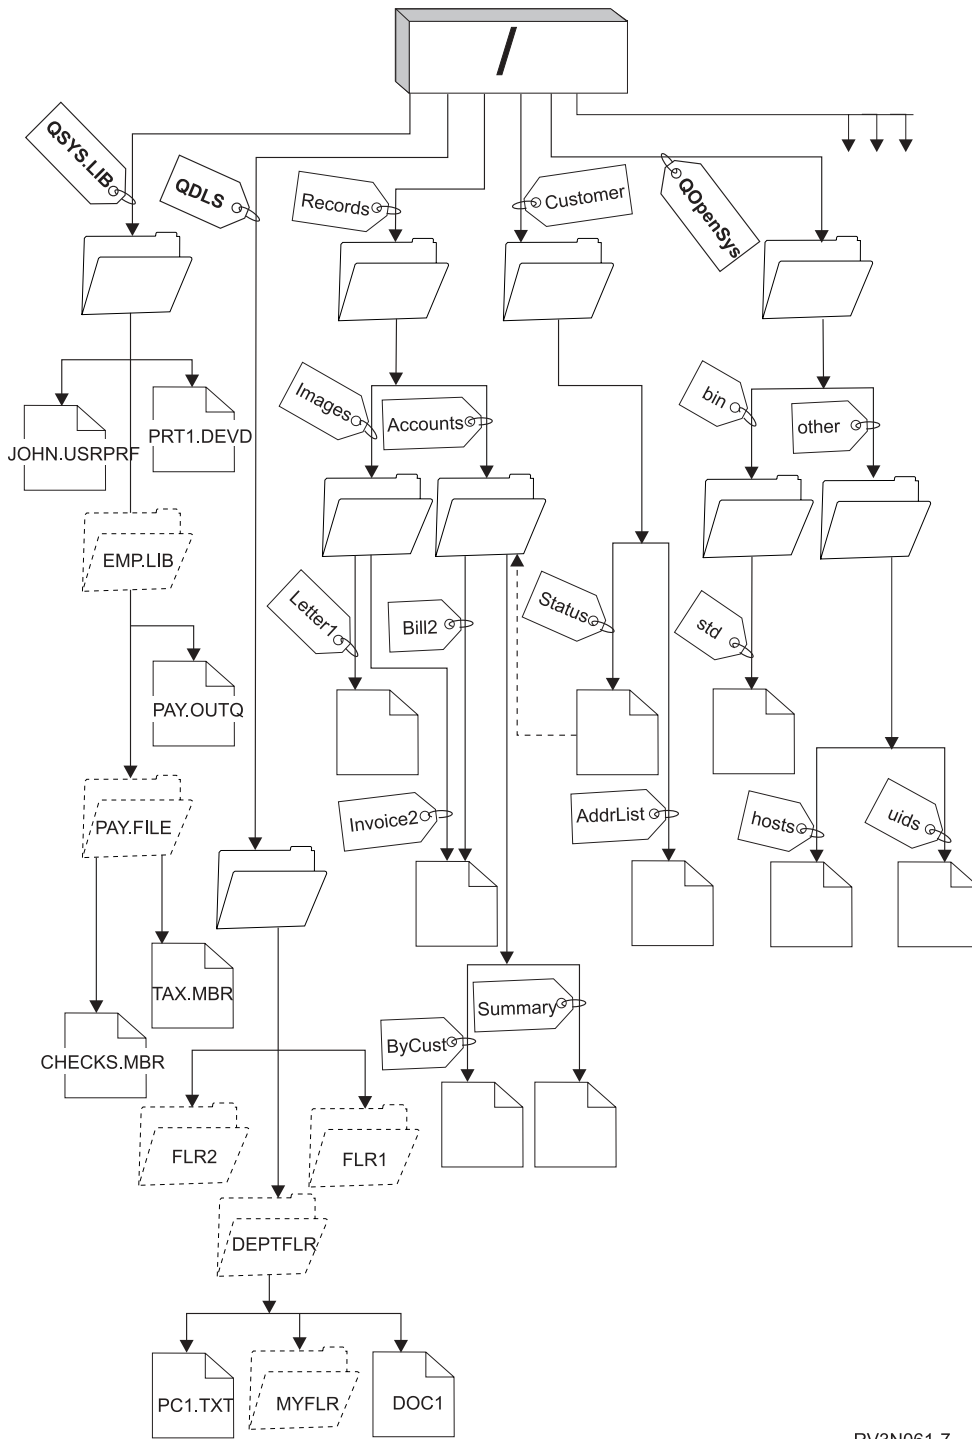 /
QSYS.LIB
QDLS
Records
Customer
QOpenSys
JOHN.USRPRF
PRT1.DEVD
Images
Accounts
bin
other
EMP.LIB
Letter1
Bill2
Status
std
PAY.OUTQ
PAY.FILE
Invoice2
AddrList
hosts
uids
TAX.MBR
CHECKS.MBR
Summary
ByCust
FLR2
FLR1
DEPTFLR
PC1.TXT
MYFLR
DOC1
RV3N061-7